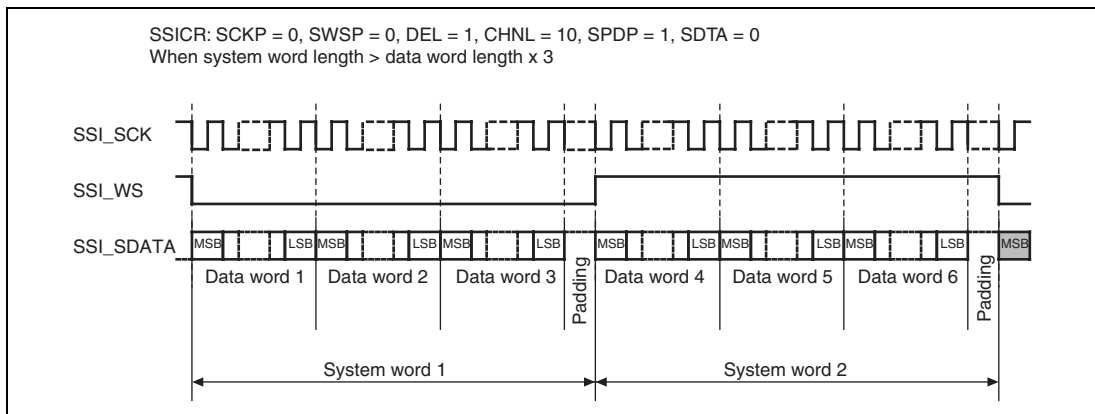 SSICR: SCKP = 0, SWSP = 0, DEL = 1, CHNL = 10, SPDP = 1, SDTA = 0
When system word length > data word length x 3
SSI_SCK
SSI_WS
SSI_SDATA
MSB LSB MSB LSB MSB LSB MSB LSB MSB LSB MSB LSB MSB
Data word 1 Data word 2 Data word 3 Padding Data word 4 Data word 5 Data word 6 Padding
System word 1 System word 2